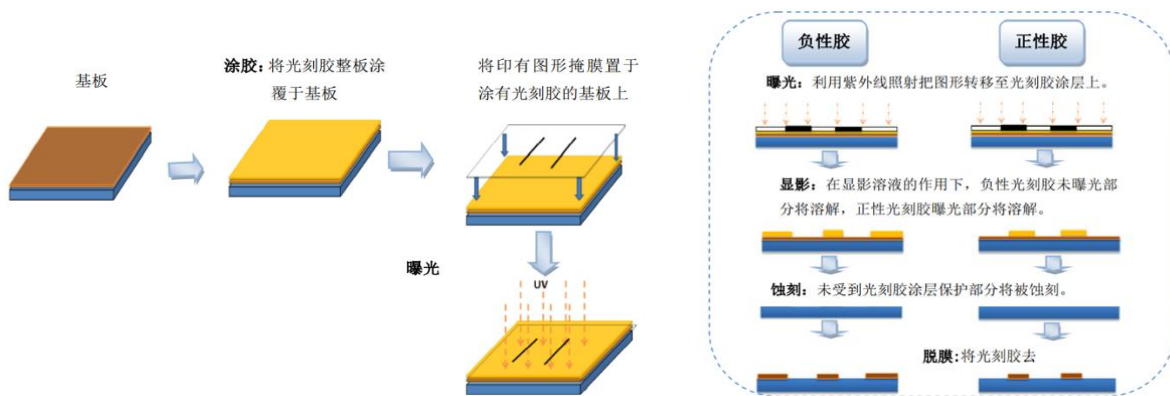 基板
涂胶：将光刻胶整板涂
覆于基板
将印有图形掩膜置于
涂有光刻胶的基板上
曝光
UV
负性胶
正性胶
曝光：利用紫外线照射把图形转移至光刻胶涂层上。
显影：在显影溶液的作用下，负性光刻胶未曝光部
分将溶解，正性光刻胶曝光部分将溶解。
蚀刻：未受到光刻胶涂层保护部分将被蚀刻。
脱膜:将光刻胶去